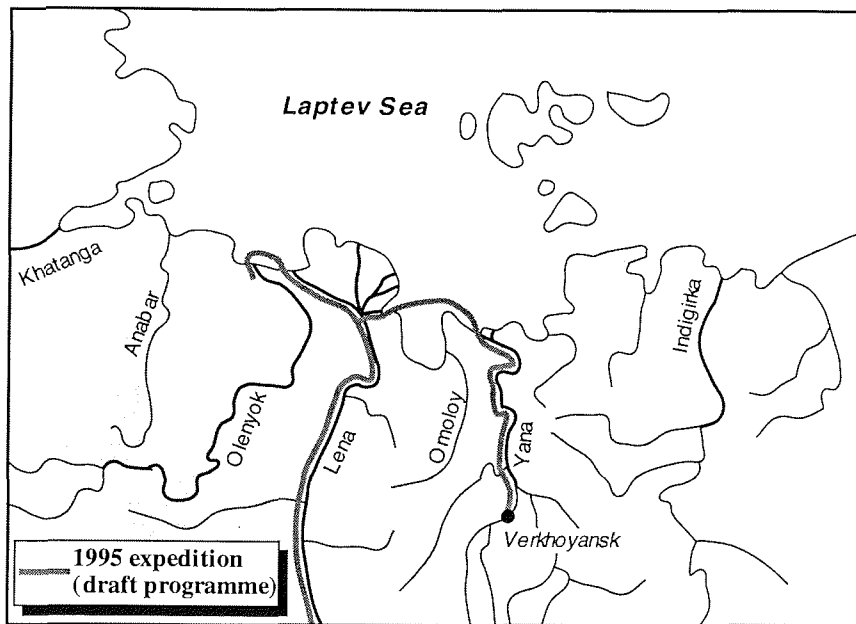 Laptev Sea
Khatanga
Anabar
Olenyok
Lena
Omoloy
Yana
Indigirka
Verkhoyansk
1995 expedition
(draft programme)